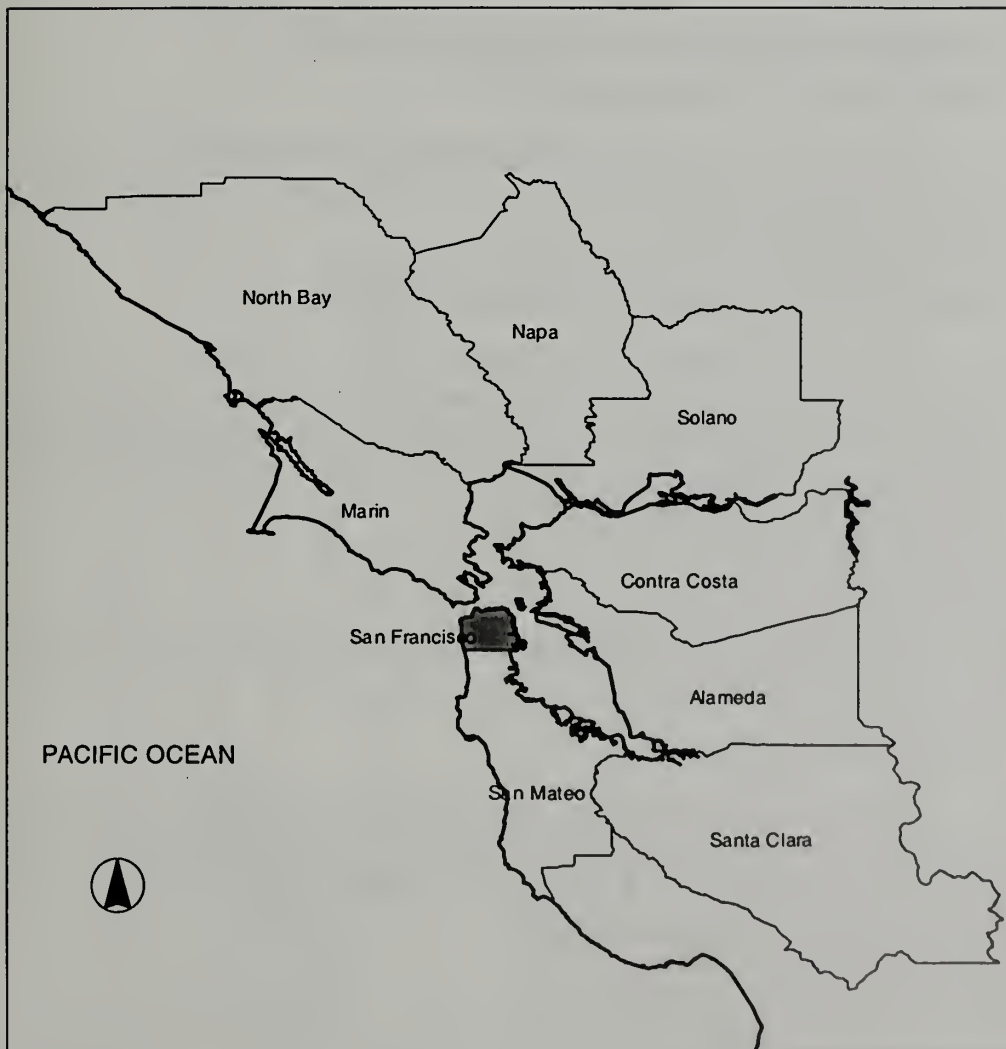 North Bay
Napa
Solano
Marin
Contra Costa
San Francisco
Alameda
PACIFIC OCEAN
San Mateo
Santa Clara